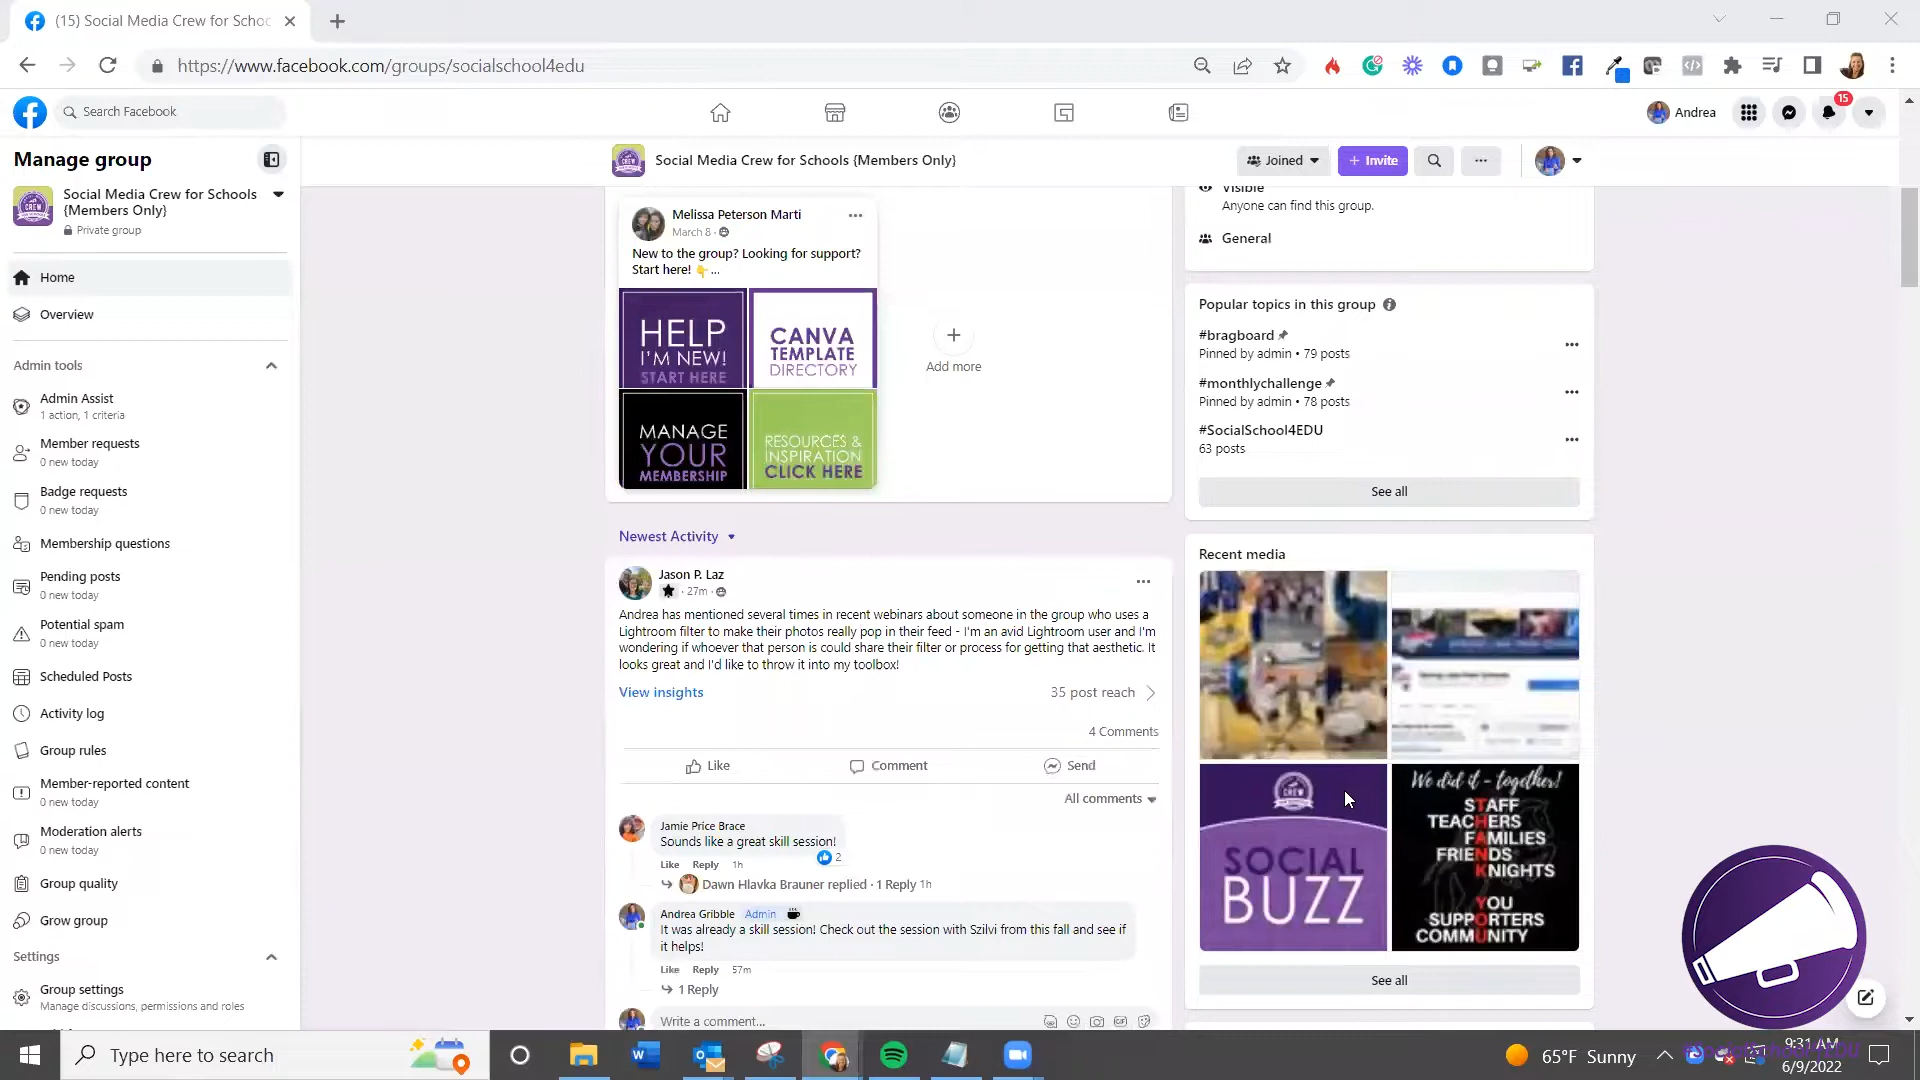 (15) Social Media Crew for Schoo
https://www.facebook.com/groups/socialschool4edu
Search Facebook
Andrea
15
Manage group
Social Media Crew for Schools
{Members Only}
Private group
Home
Overview
Admin tools
Admin Assist
1 action, 1 criteria
Member requests
0 new today
Badge requests
0 new today
Membership questions
Pending posts
0 new today
Potential spam
0 new today
Scheduled Posts
Activity log
Group rules
Member-reported content
0 new today
Moderation alerts
0 new today
Group quality
Grow group
Settings
Group settings
Manage discussions, permissions and roles
CREW
Social Media Crew for Schools {Members Only}
Joined
+ Invite
Melissa Peterson Marti
March 8
New to the group? Looking for support?
Start here! 👇 ...
HELP
I'M NEW!
START HERE
CANVA
TEMPLATE
DIRECTORY
MANAGE
YOUR
MEMBERSHIP
RESOURCES &
INSPIRATION
CLICK HERE
Add more
Newest Activity
Jason P. Laz
27m
Andrea has mentioned several times in recent webinars about someone in the group who uses a
Lightroom filter to make their photos really pop in their feed - I'm an avid Lightroom user and I'm
wondering if whoever that person is could share their filter or process for getting that aesthetic. It
looks great and I'd like to throw it into my toolbox!
View insights
35 post reach
4 Comments
Like
Comment
Send
All comments
Jamie Price Brace
Sounds like a great skill session!
2
Like Reply 1h
Dawn Hlavka Brauner replied · 1 Reply 1h
Andrea Gribble Admin
It was already a skill session! Check out the session with Szilvi from this fall and see if
it helps!
Like Reply 57m
1 Reply
Write a comment...
GIF
Visible
Anyone can find this group.
General
Popular topics in this group
#bragboard
Pinned by admin • 79 posts
#monthlychallenge
Pinned by admin • 78 posts
#SocialSchool4EDU
63 posts
See all
Recent media
CREW
SOCIAL
BUZZ
We did it - together!
STAFF
TEACHERS
FAMILIES
FRIENDS
KNIGHTS
YOU
SUPPORTERS
COMMUNITY
See all
Type here to search
65°F Sunny
9:31 AM
6/9/2022